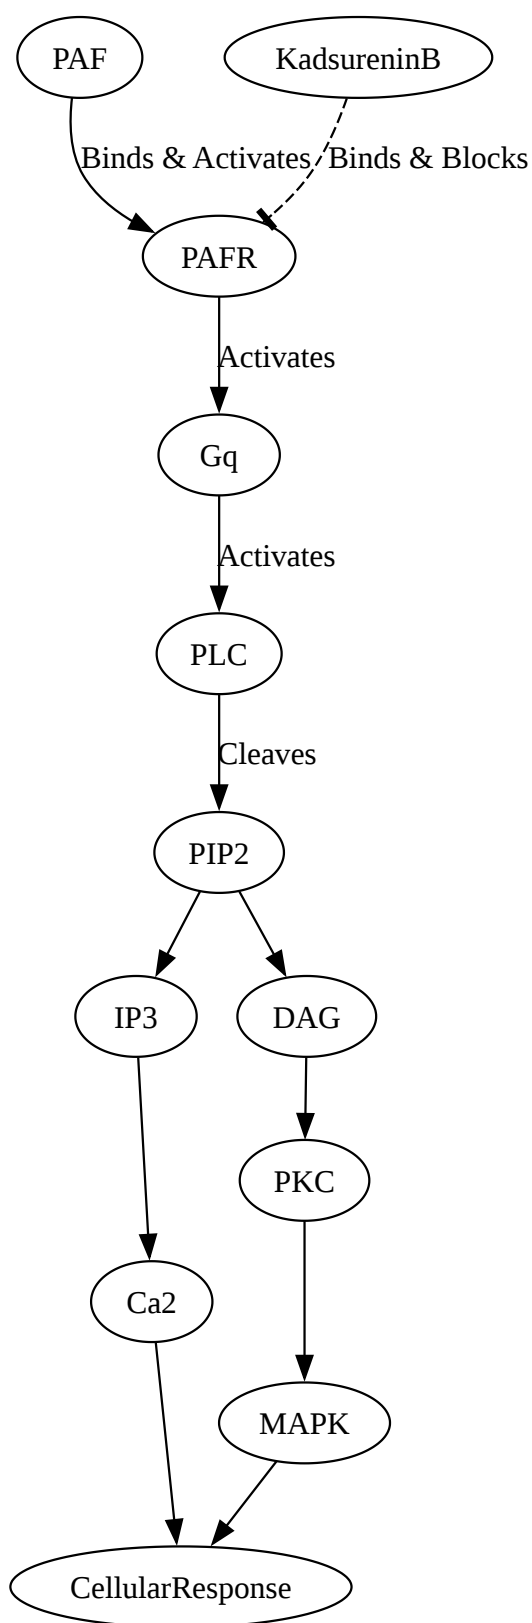 PAF
KadsureninB
Binds & Activates
Binds & Blocks
PAFR
Activates
Gq
Activates
PLC
Cleaves
PIP2
IP3
DAG
PKC
Ca2
MAPK
CellularResponse